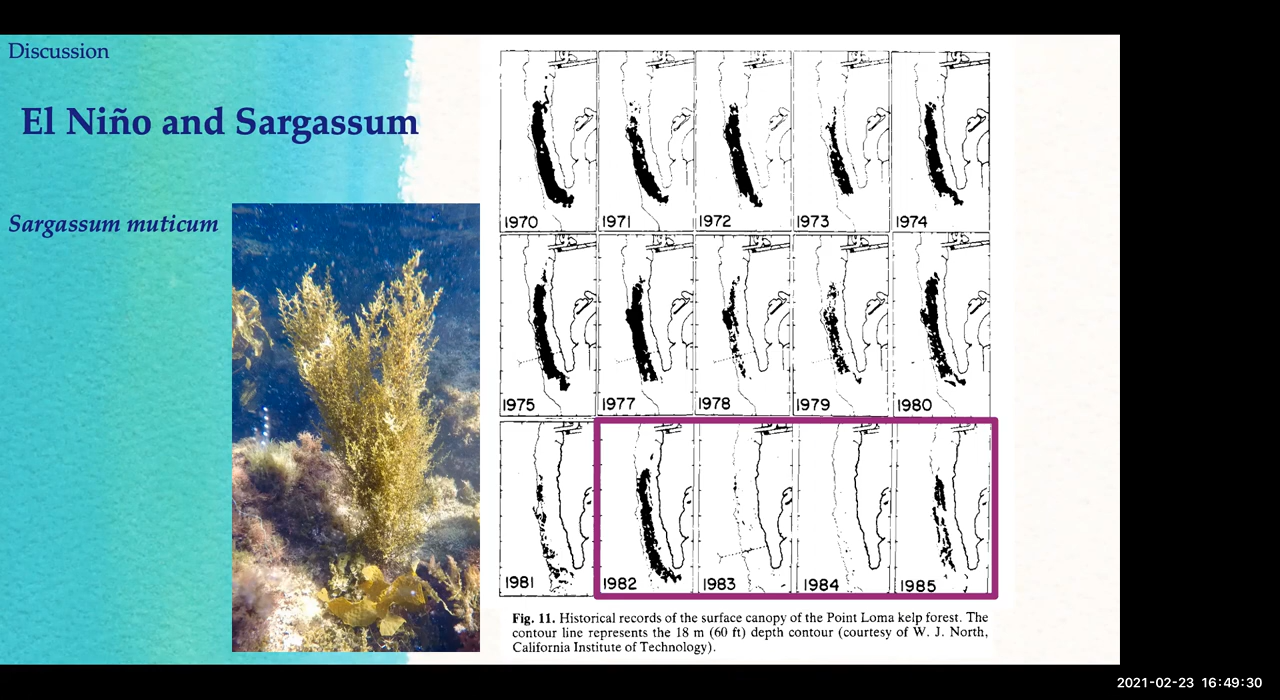 Discussion
El Niño and Sargassum
Sargassum muticum
1970
1971
1972
1973
1974
1975
1977
1978
1979
1980
1981
1982
1983
1984
1985
Fig. 11. Historical records of the surface canopy of the Point Loma kelp forest. The
contour line represents the 18 m (60 ft) depth contour (courtesy of W. J. North,
California Institute of Technology).
2021-02-23 16:49:30